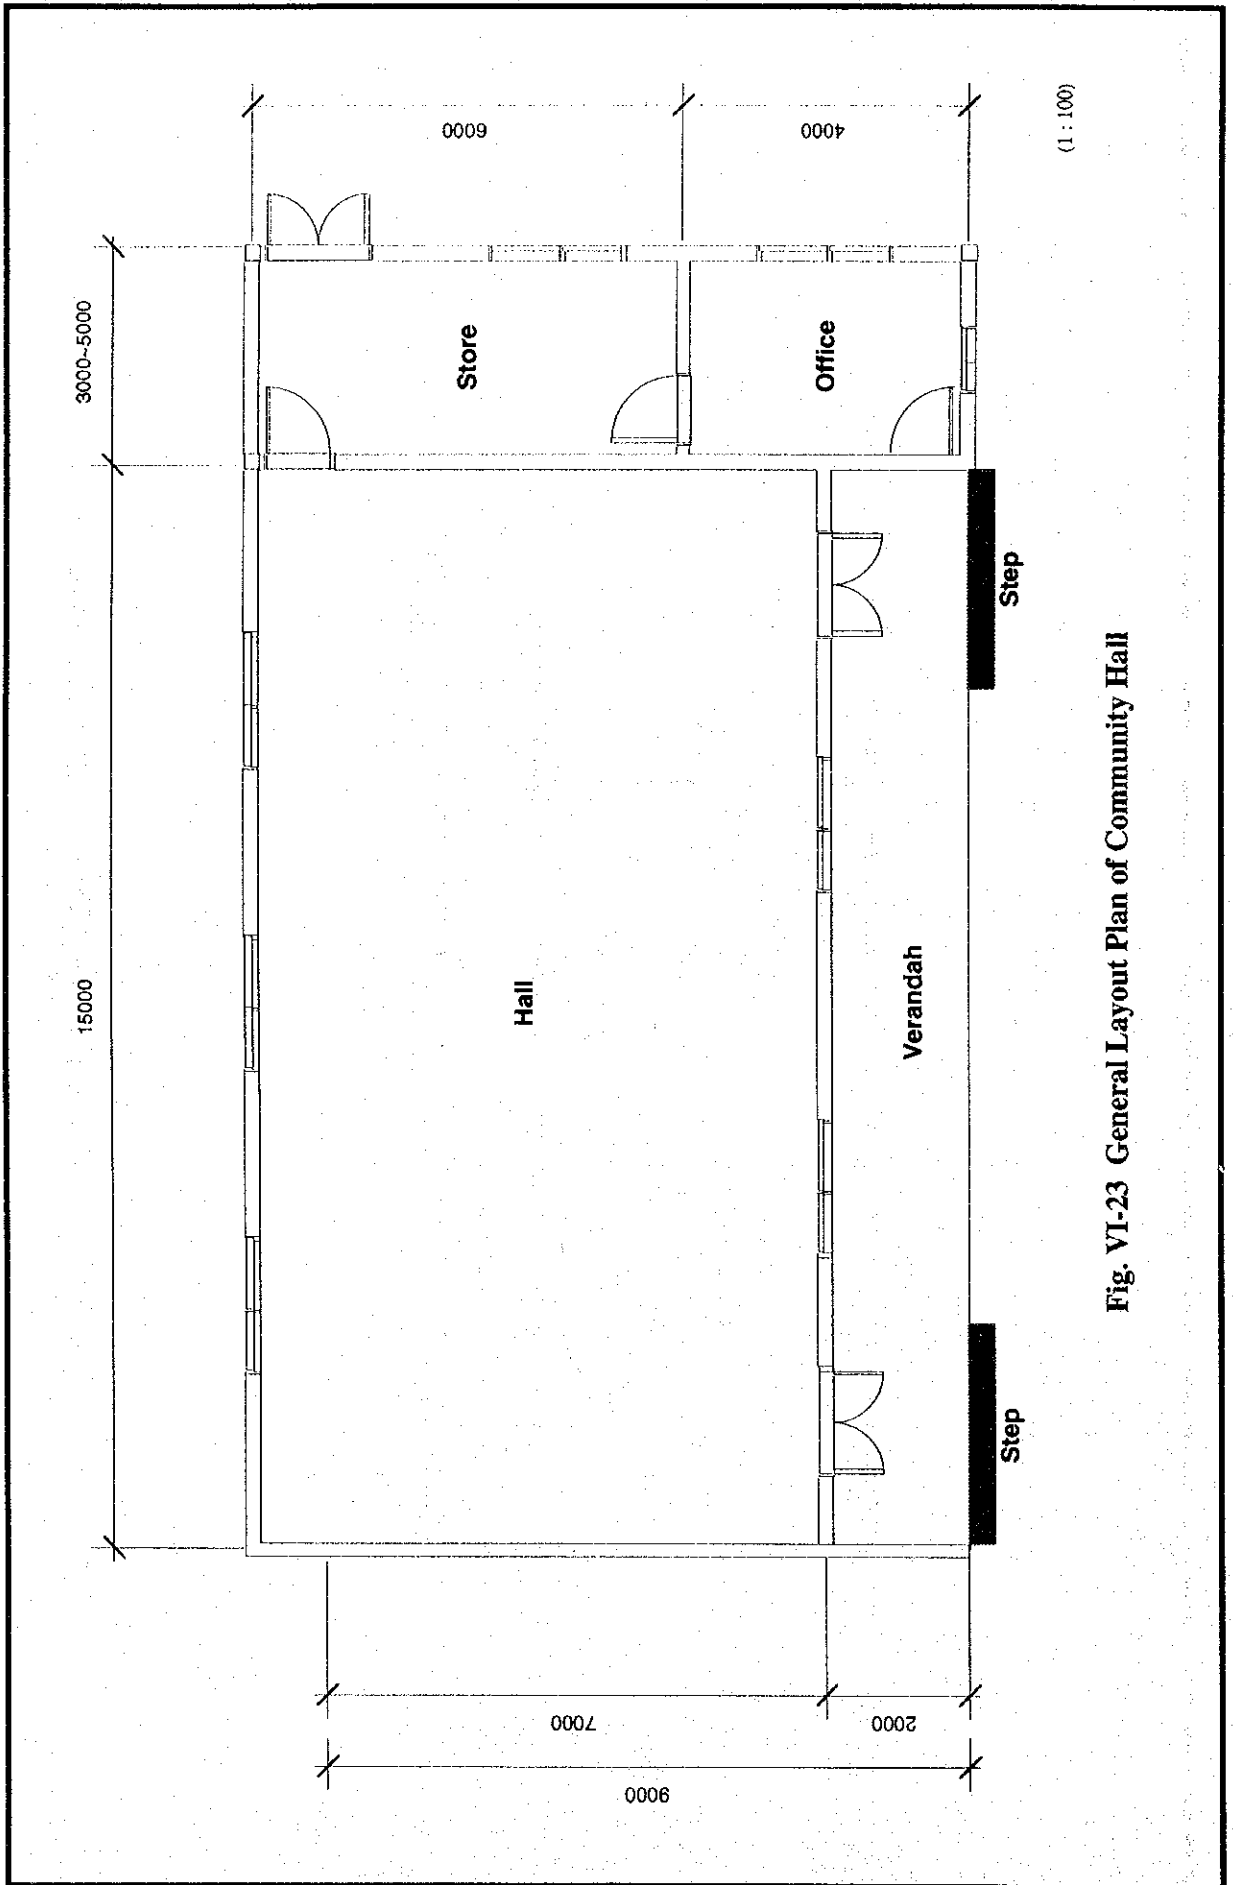 15000
3000~5000
6000
4000
7000
2000
9000
Store
Office
Hall
Verandah
Step
Step
(1 : 100)
Fig. VI-23 General Layout Plan of Community Hall